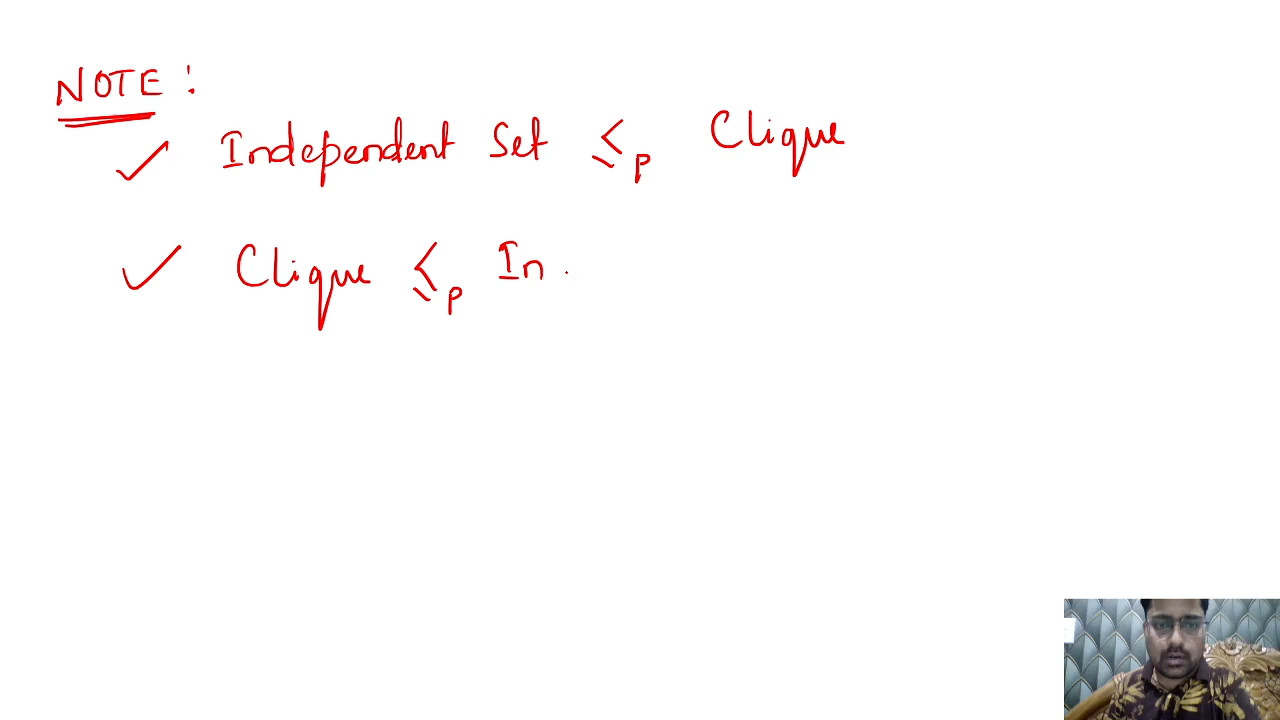 NOTE :
Independent Set ≤p Clique
Clique ≤p In